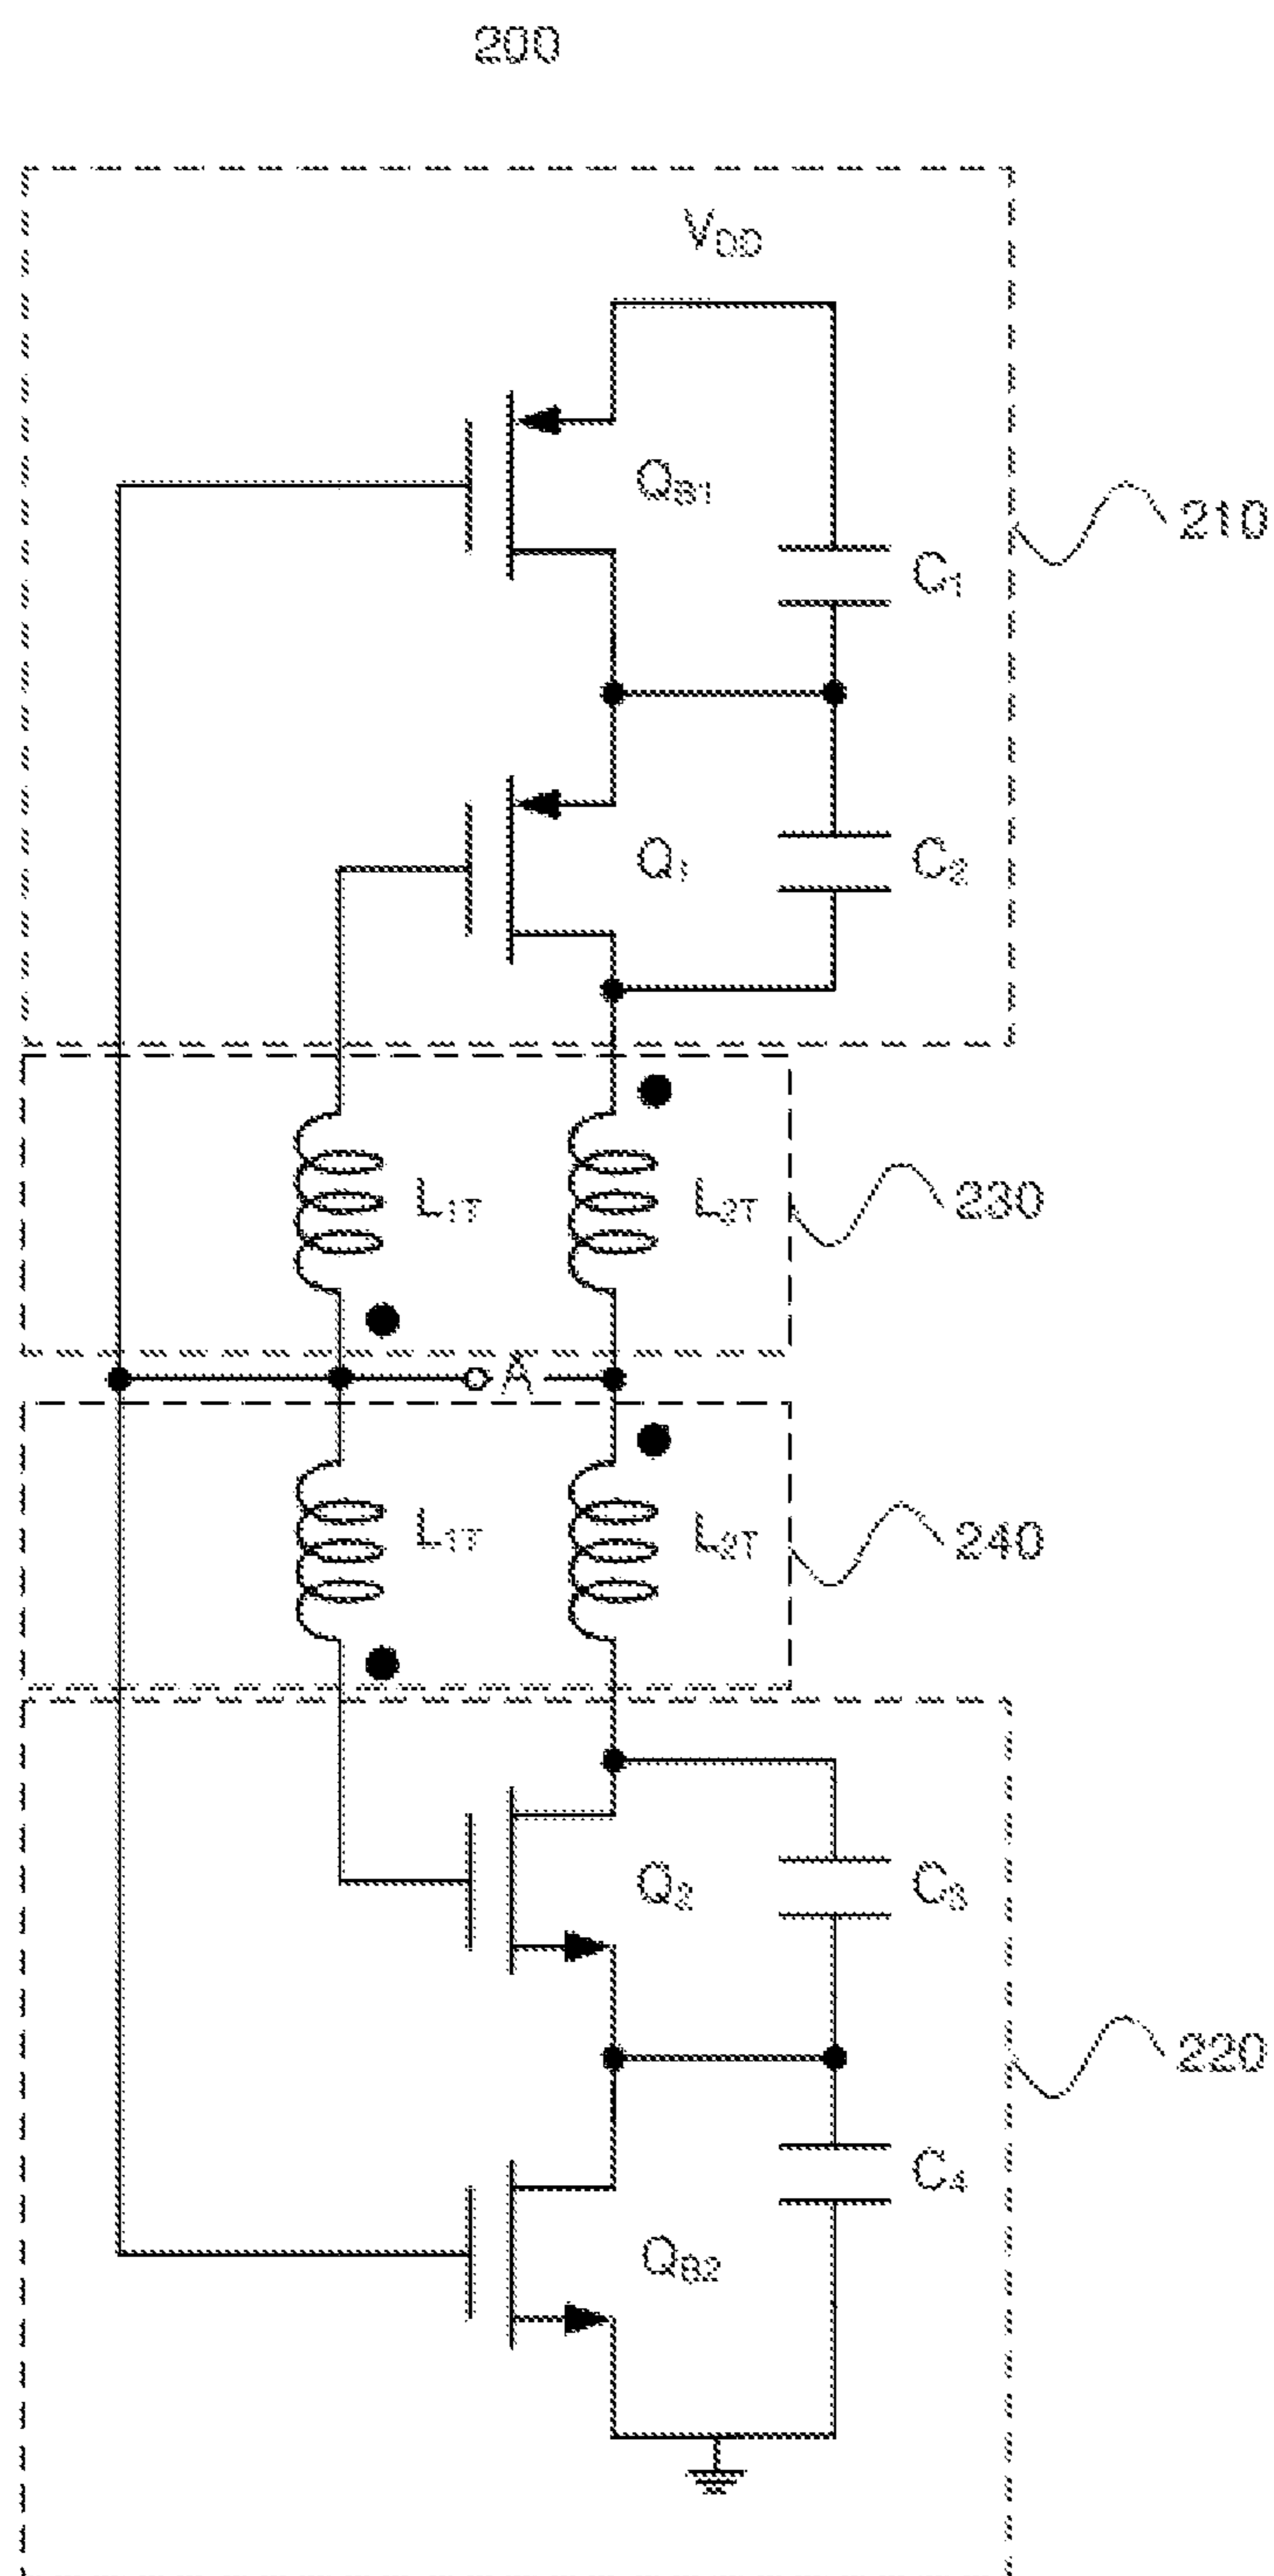 200
V_DD
Q_B1
C_1
210
Q_1
C_2
L_1T
L_2T
230
A
L_1T
L_2T
240
Q_2
C_3
220
C_4
Q_B2